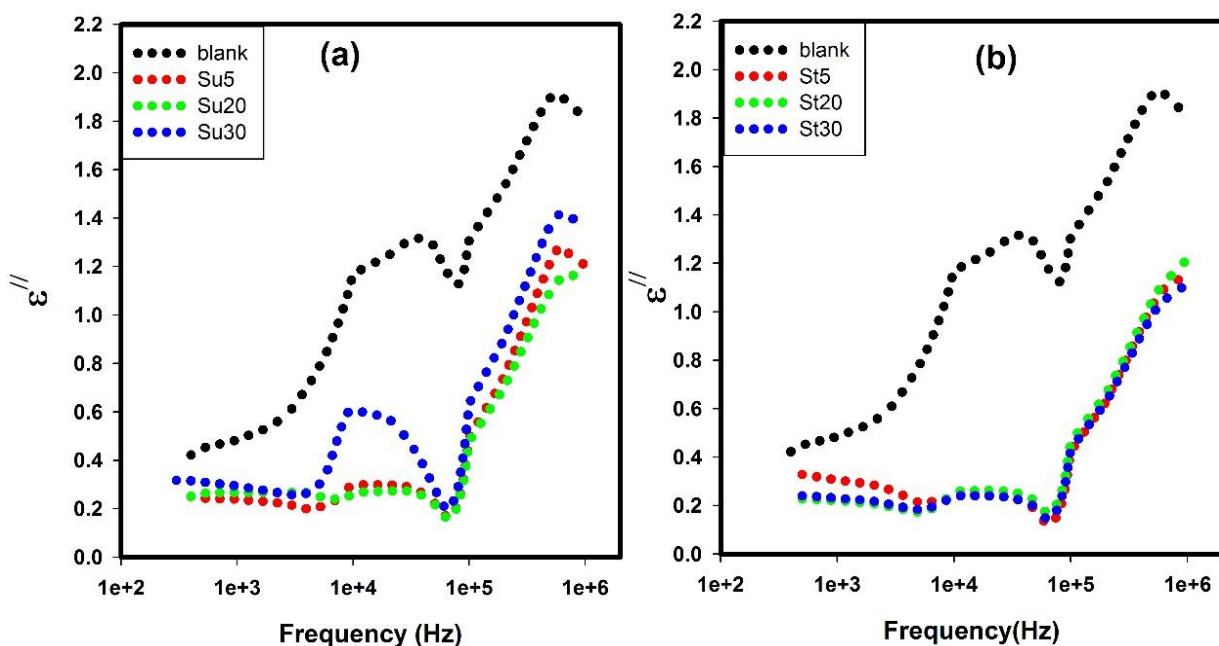 (a)
blank
Su5
Su20
Su30
2.2
2.0
1.8
1.6
1.4
1.2
1.0
0.8
0.6
0.4
0.2
0.0
ε//
1e+2 1e+3 1e+4 1e+5 1e+6
Frequency (Hz)
(b)
blank
St5
St20
St30
2.2
2.0
1.8
1.6
1.4
1.2
1.0
0.8
0.6
0.4
0.2
0.0
ε//
1e+2 1e+3 1e+4 1e+5 1e+6
Frequency(Hz)